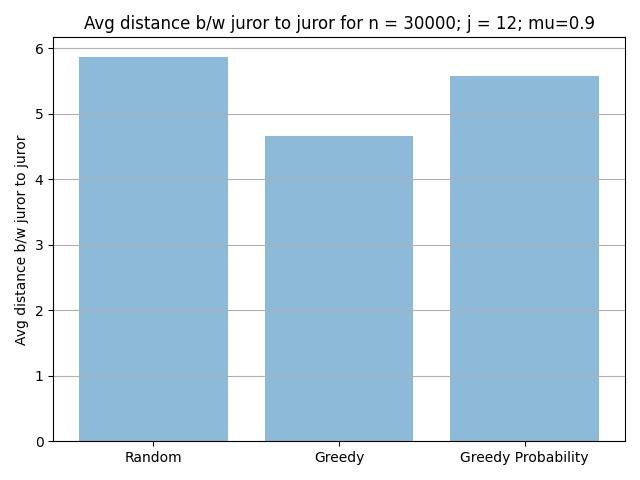 Avg distance b/w juror to juror for n = 30000; j = 12; mu=0.9
Avg distance b/w juror to juror
6
5
4
3
2
1
0
Random
Greedy
Greedy Probability